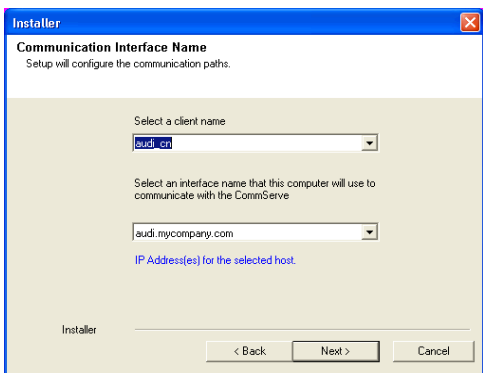 Installer
Communication Interface Name
Setup will configure the communication paths.
Select a client name
audi_cn
Select an interface name that this computer will use to
communicate with the CommServe
audi.mycompany.com
IP Address(es) for the selected host.
Installer
< Back
Next >
Cancel